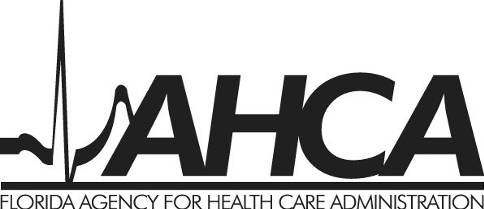 AHCA
FLORIDA AGENCY FOR HEALTH CARE ADMINISTRATION